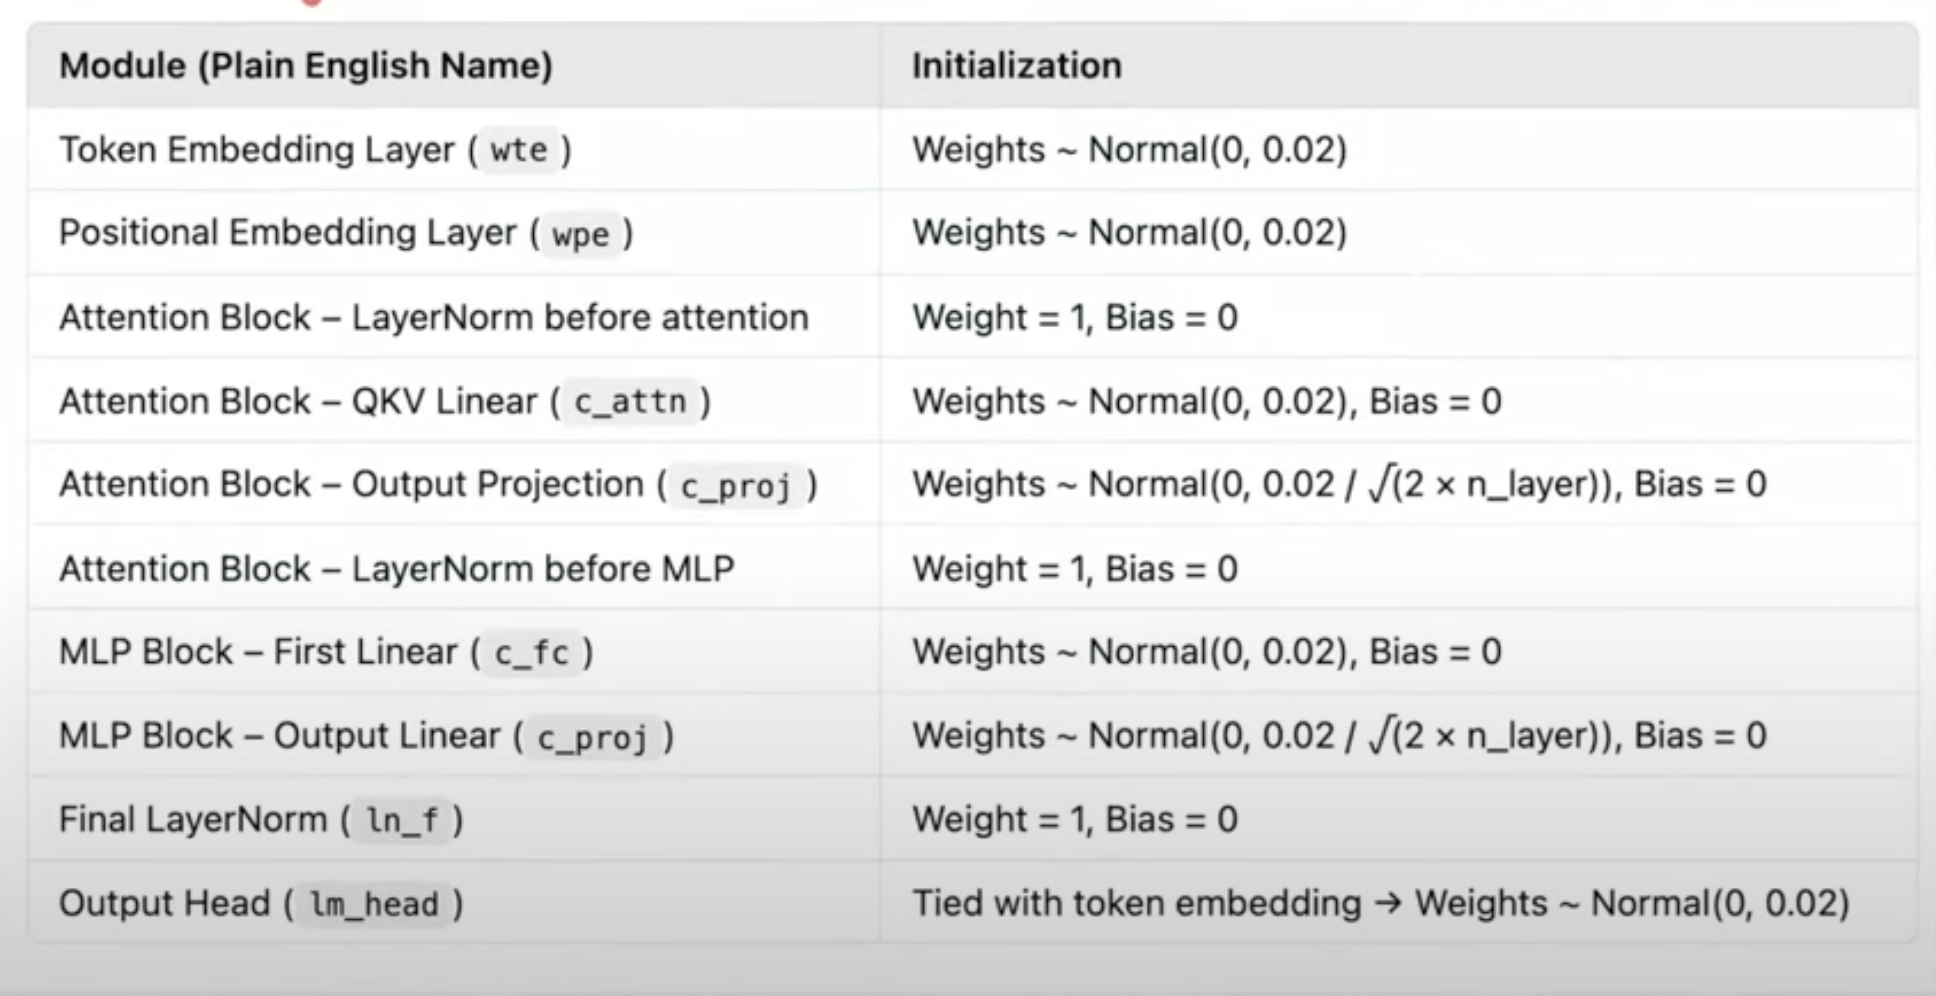 Module (Plain English Name) Initialization
Token Embedding Layer ( wte ) Weights ~ Normal(0, 0.02)
Positional Embedding Layer ( wpe ) Weights ~ Normal(0, 0.02)
Attention Block – LayerNorm before attention Weight = 1, Bias = 0
Attention Block – QKV Linear ( c_attn ) Weights ~ Normal(0, 0.02), Bias = 0
Attention Block – Output Projection ( c_proj ) Weights ~ Normal(0, 0.02 / √(2 × n_layer)), Bias = 0
Attention Block – LayerNorm before MLP Weight = 1, Bias = 0
MLP Block – First Linear ( c_fc ) Weights ~ Normal(0, 0.02), Bias = 0
MLP Block – Output Linear ( c_proj ) Weights ~ Normal(0, 0.02 / √(2 × n_layer)), Bias = 0
Final LayerNorm ( ln_f ) Weight = 1, Bias = 0
Output Head ( lm_head ) Tied with token embedding → Weights ~ Normal(0, 0.02)